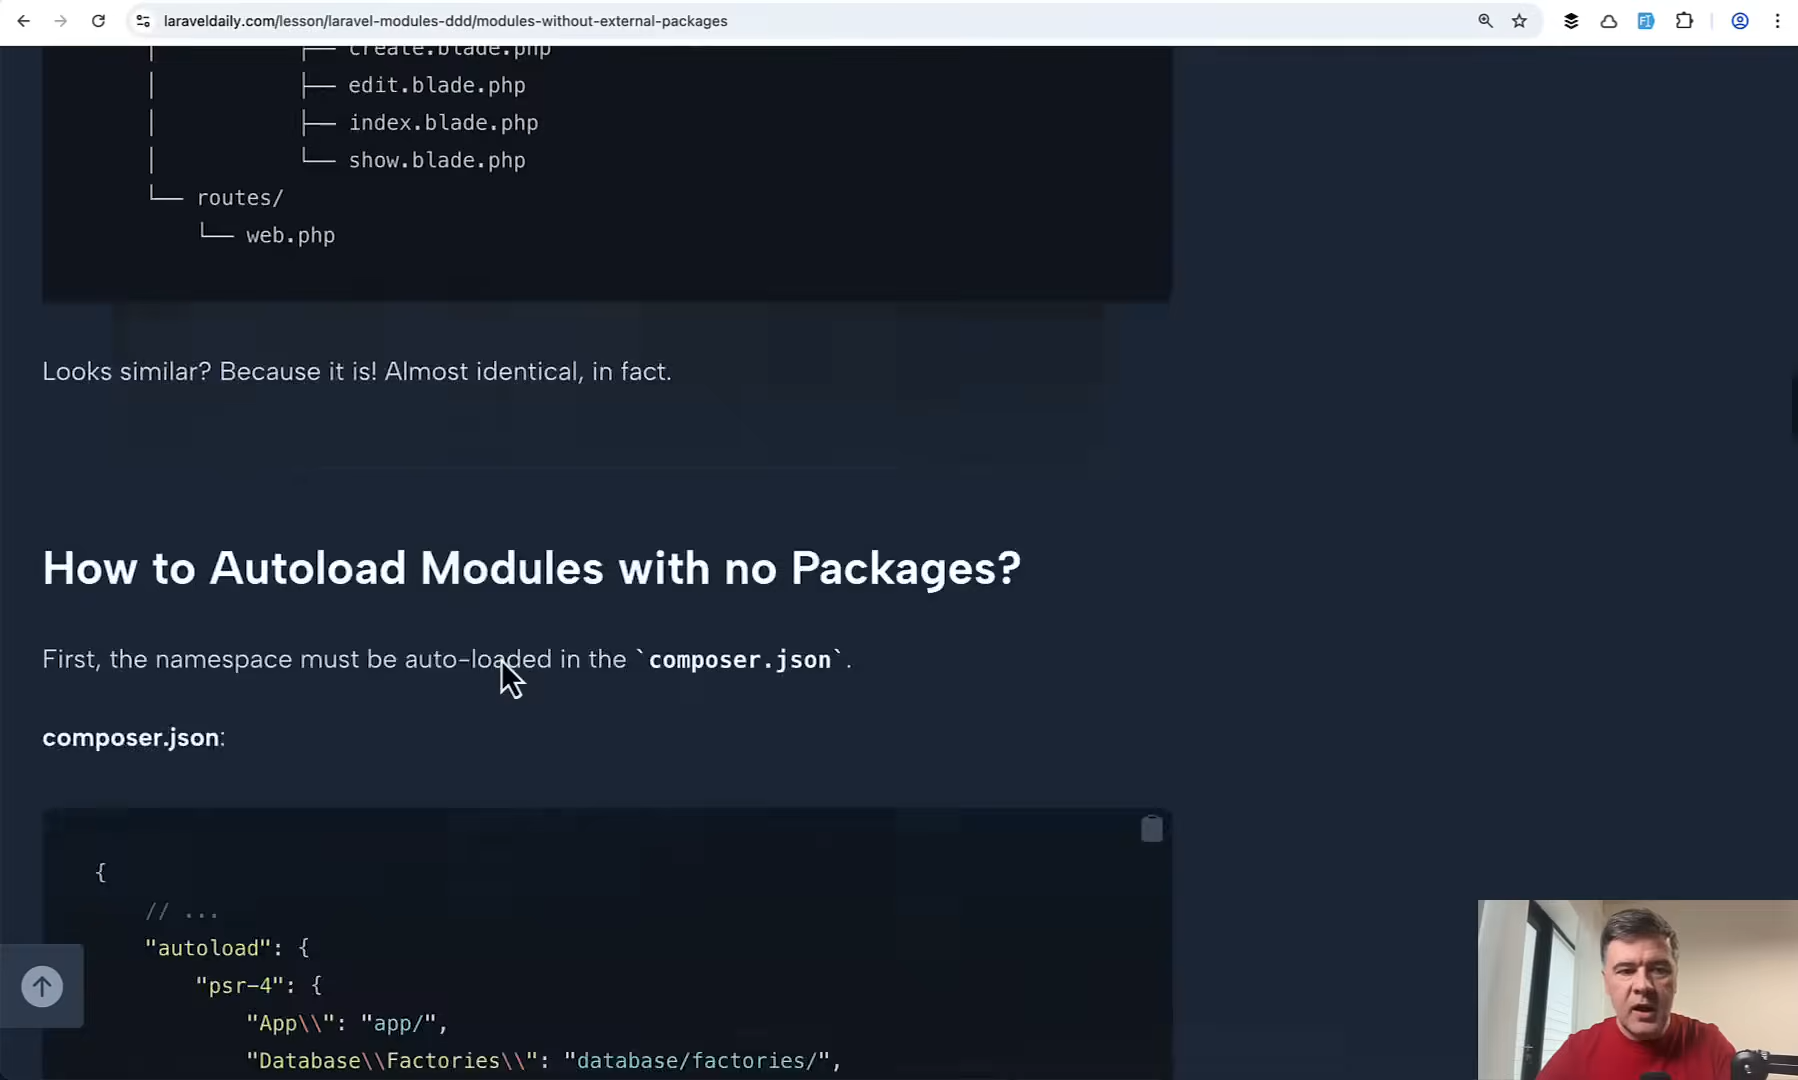 laraveldaily.com/lesson/laravel-modules-ddd/modules-without-external-packages
create.blade.php
edit.blade.php
index.blade.php
show.blade.php
routes/
web.php
Looks similar? Because it is! Almost identical, in fact.
How to Autoload Modules with no Packages?
First, the namespace must be auto-loaded in the `composer.json`.
composer.json:
{
// ...
"autoload": {
"psr-4": {
"App\\": "app/",
"Database\\Factories\\": "database/factories/",